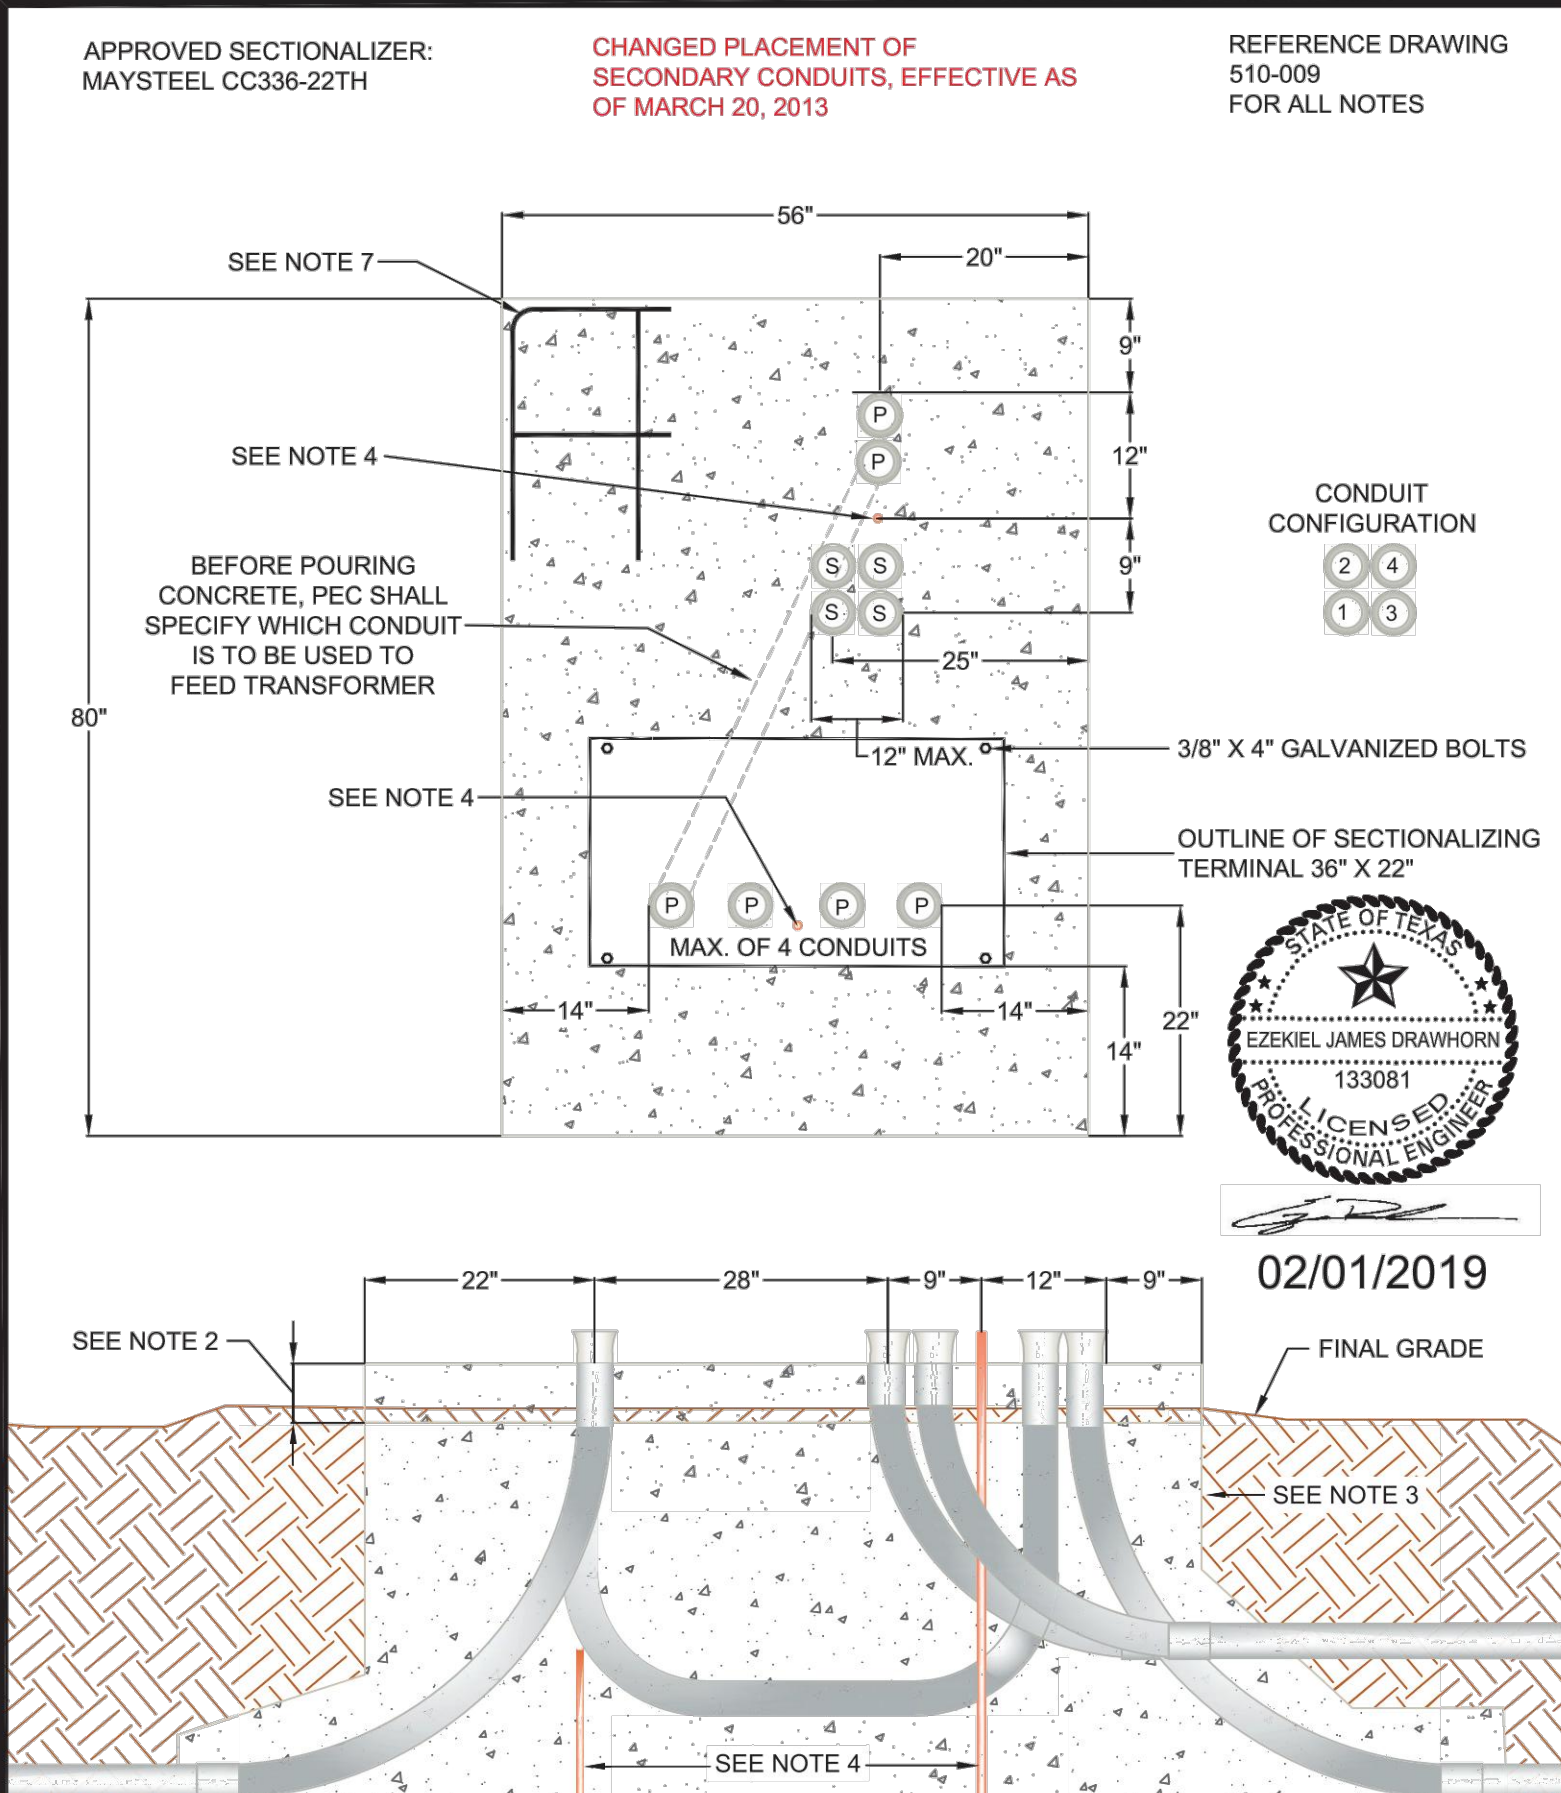 APPROVED SECTIONALIZER:
MAYSTEEL CC336-22TH
CHANGED PLACEMENT OF
SECONDARY CONDUITS, EFFECTIVE AS
OF MARCH 20, 2013
REFERENCE DRAWING
510-009
FOR ALL NOTES
56"
20"
SEE NOTE 7
9"
P
P
12"
SEE NOTE 4
CONDUIT
CONFIGURATION
2 4
1 3
BEFORE POURING
CONCRETE, PEC SHALL
SPECIFY WHICH CONDUIT
IS TO BE USED TO
FEED TRANSFORMER
S S
S S
9"
25"
80"
12" MAX.
3/8" X 4" GALVANIZED BOLTS
SEE NOTE 4
OUTLINE OF SECTIONALIZING
TERMINAL 36" X 22"
P P P P
MAX. OF 4 CONDUITS
14"
14"
22"
14"
STATE OF TEXAS
EZEKIEL JAMES DRAWHORN
133081
LICENSED
PROFESSIONAL ENGINEER
02/01/2019
22" 28" 9" 12" 9"
SEE NOTE 2
FINAL GRADE
SEE NOTE 3
SEE NOTE 4